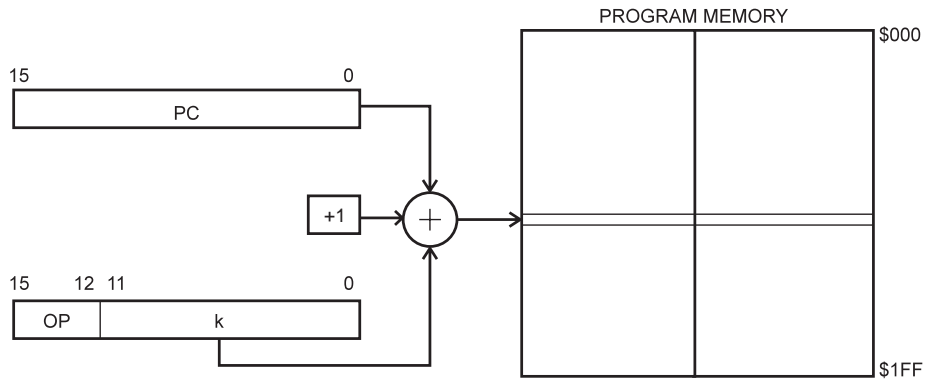 PROGRAM MEMORY
$000
15 0
PC
+1
+
15 12 11 0
OP k
$1FF